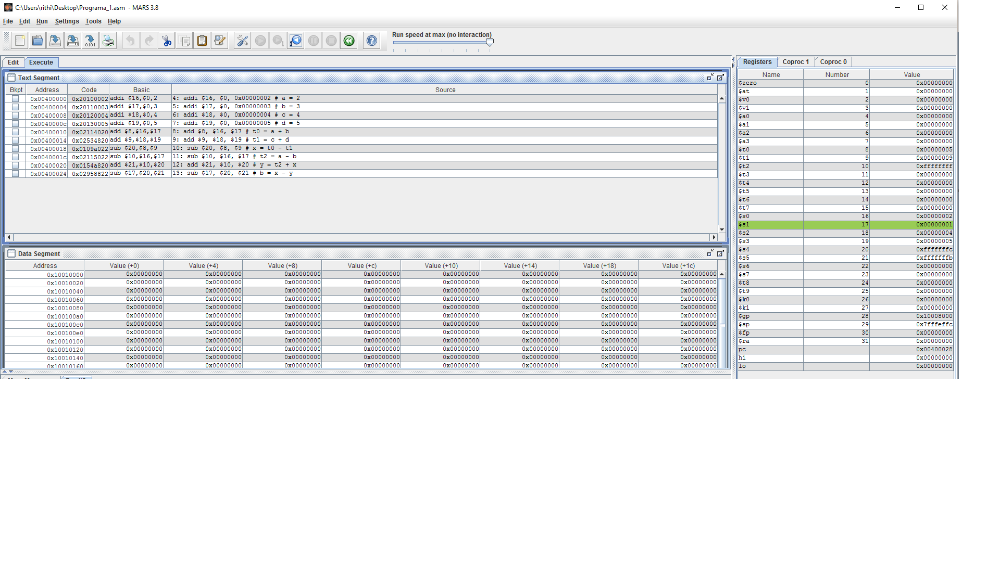 C:\Users\rithi\Desktop\Programa_1.asm - MARS 3.8
File Edit Run Settings Tools Help
Run speed at max (no interaction)
0101
1
1
Edit Execute
Text Segment
Bkpt Address Code Basic Source
0x00400000 0x20100002 addi $16,$0,2 4: addi $16, $0, 0x00000002 # a = 2
0x00400004 0x20110003 addi $17,$0,3 5: addi $17, $0, 0x00000003 # b = 3
0x00400008 0x20120004 addi $18,$0,4 6: addi $18, $0, 0x00000004 # c = 4
0x0040000c 0x20130005 addi $19,$0,5 7: addi $19, $0, 0x00000005 # d = 5
0x00400010 0x02114020 add $8,$16,$17 8: add $8, $16, $17 # t0 = a + b
0x00400014 0x02534820 add $9,$18,$19 9: add $9, $18, $19 # t1 = c + d
0x00400018 0x0109a022 sub $20,$8,$9 10: sub $20, $8, $9 # x = t0 - t1
0x0040001c 0x02115022 sub $10,$16,$17 11: sub $10, $16, $17 # t2 = a - b
0x00400020 0x0154a820 add $21,$10,$20 12: add $21, $10, $20 # y = t2 + x
0x00400024 0x02958822 sub $17,$20,$21 13: sub $17, $20, $21 # b = x - y
Data Segment
Address Value (+0) Value (+4) Value (+8) Value (+c) Value (+10) Value (+14) Value (+18) Value (+1c)
0x10010000 0x00000000 0x00000000 0x00000000 0x00000000 0x00000000 0x00000000 0x00000000 0x00000000
0x10010020 0x00000000 0x00000000 0x00000000 0x00000000 0x00000000 0x00000000 0x00000000 0x00000000
0x10010040 0x00000000 0x00000000 0x00000000 0x00000000 0x00000000 0x00000000 0x00000000 0x00000000
0x10010060 0x00000000 0x00000000 0x00000000 0x00000000 0x00000000 0x00000000 0x00000000 0x00000000
0x10010080 0x00000000 0x00000000 0x00000000 0x00000000 0x00000000 0x00000000 0x00000000 0x00000000
0x100100a0 0x00000000 0x00000000 0x00000000 0x00000000 0x00000000 0x00000000 0x00000000 0x00000000
0x100100c0 0x00000000 0x00000000 0x00000000 0x00000000 0x00000000 0x00000000 0x00000000 0x00000000
0x100100e0 0x00000000 0x00000000 0x00000000 0x00000000 0x00000000 0x00000000 0x00000000 0x00000000
0x10010100 0x00000000 0x00000000 0x00000000 0x00000000 0x00000000 0x00000000 0x00000000 0x00000000
0x10010120 0x00000000 0x00000000 0x00000000 0x00000000 0x00000000 0x00000000 0x00000000 0x00000000
0x10010140 0x00000000 0x00000000 0x00000000 0x00000000 0x00000000 0x00000000 0x00000000 0x00000000
0x10010160 0x00000000 0x00000000 0x00000000 0x00000000 0x00000000 0x00000000 0x00000000 0x00000000
Registers Coproc 1 Coproc 0
Name Number Value
$zero 0 0x00000000
$at 1 0x00000000
$v0 2 0x00000000
$v1 3 0x00000000
$a0 4 0x00000000
$a1 5 0x00000000
$a2 6 0x00000000
$a3 7 0x00000000
$t0 8 0x00000005
$t1 9 0x00000009
$t2 10 0xffffffff
$t3 11 0x00000000
$t4 12 0x00000000
$t5 13 0x00000000
$t6 14 0x00000000
$t7 15 0x00000000
$s0 16 0x00000002
$s1 17 0x00000001
$s2 18 0x00000004
$s3 19 0x00000005
$s4 20 0xfffffffc
$s5 21 0xfffffffb
$s6 22 0x00000000
$s7 23 0x00000000
$t8 24 0x00000000
$t9 25 0x00000000
$k0 26 0x00000000
$k1 27 0x00000000
$gp 28 0x10008000
$sp 29 0x7fffeffc
$fp 30 0x00000000
$ra 31 0x00000000
pc 0x00400028
hi 0x00000000
lo 0x00000000